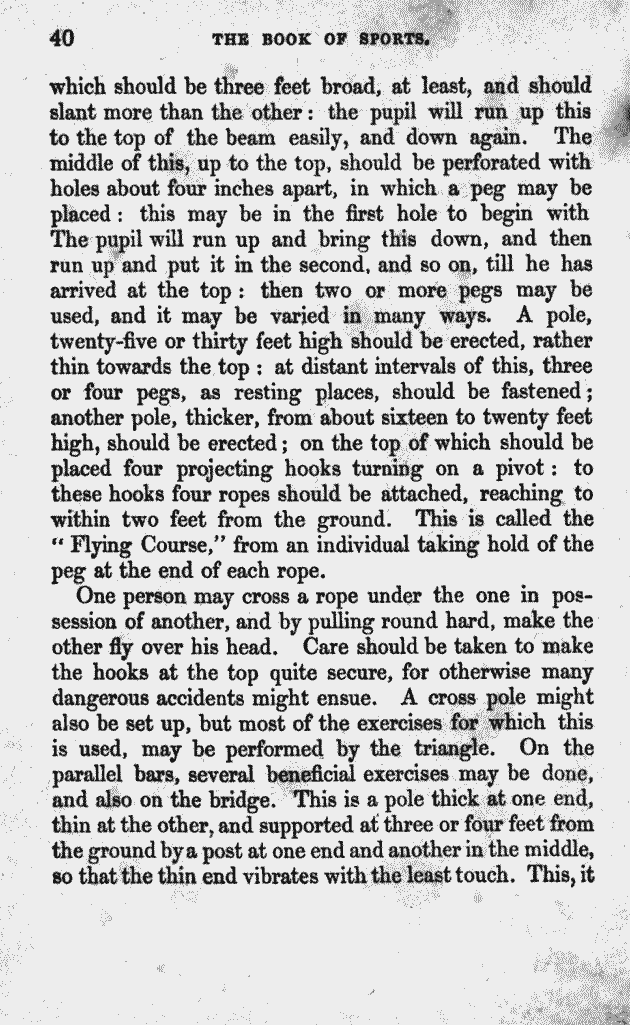 40 THE BOOK OF SPORTS.
which should be three feet broad, at least, and should
slant more than the other : the pupil will run up this
to the top of the beam easily, and down again. The
middle of this, up to the top, should be perforated with
holes about four inches apart, in which a peg may be
placed : this may be in the first hole to begin with
The pupil will run up and bring this down, and then
run up and put it in the second, and so on, till he has
arrived at the top : then two or more pegs may be
used, and it may be varied in many ways. A pole,
twenty-five or thirty feet high should be erected, rather
thin towards the top : at distant intervals of this, three
or four pegs, as resting places, should be fastened ;
another pole, thicker, from about sixteen to twenty feet
high, should be erected ; on the top of which should be
placed four projecting hooks turning on a pivot : to
these hooks four ropes should be attached, reaching to
within two feet from the ground. This is called the
“ Flying Course,” from an individual taking hold of the
peg at the end of each rope.
One person may cross a rope under the one in pos-
session of another, and by pulling round hard, make the
other fly over his head. Care should be taken to make
the hooks at the top quite secure, for otherwise many
dangerous accidents might ensue. A cross pole might
also be set up, but most of the exercises for which this
is used, may be performed by the triangle. On the
parallel bars, several beneficial exercises may be done,
and also on the bridge. This is a pole thick at one end,
thin at the other, and supported at three or four feet from
the ground by a post at one end and another in the middle,
so that the thin end vibrates with the least touch. This, it